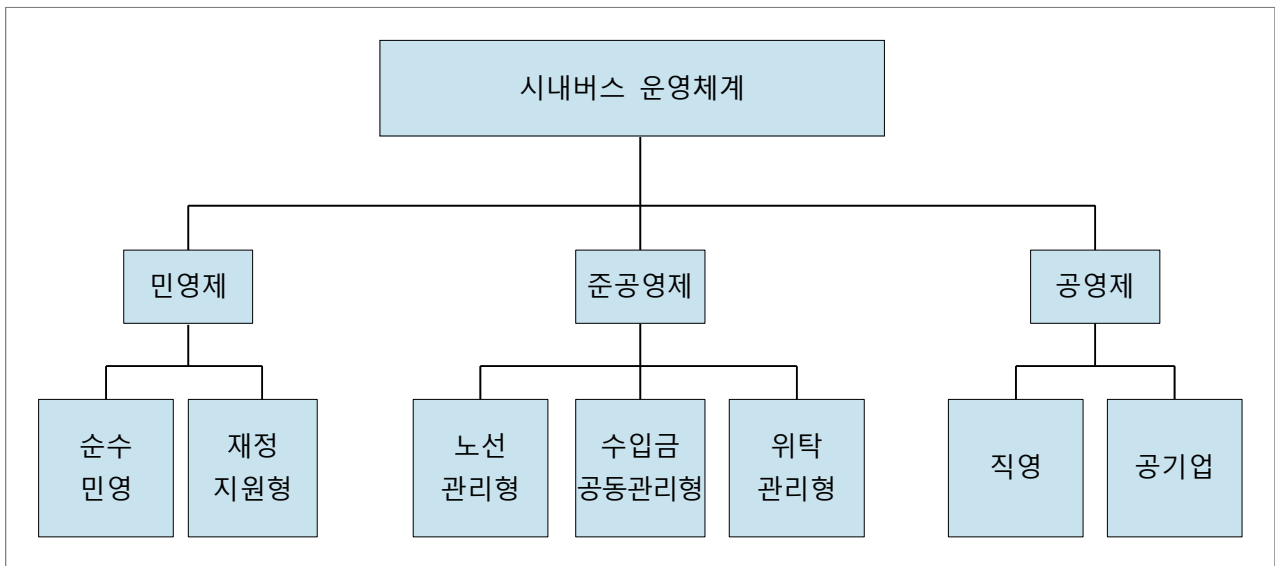 시내버스 운영체계
민영제
준공영제
공영제
순수
민영
재정
지원형
노선
관리형
수입금
공동관리형
위탁
관리형
직영
공기업